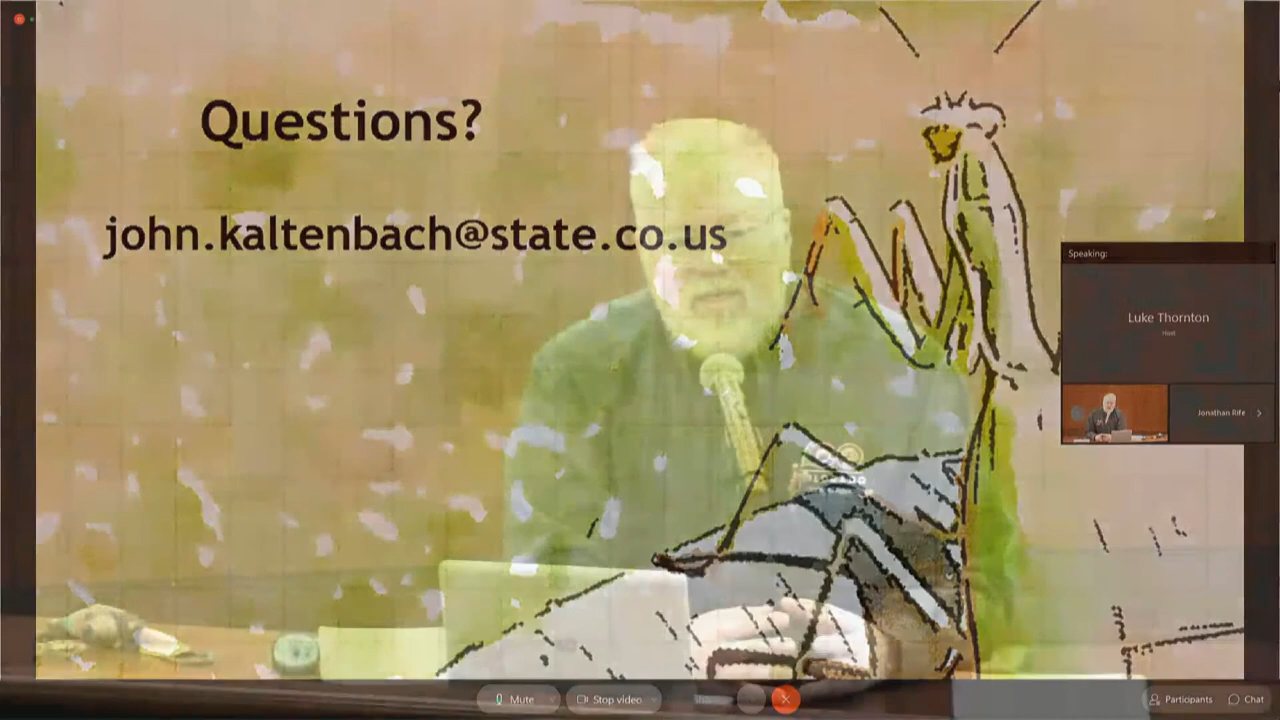 Questions?
john.kaltenbach@state.co.us
Speaking:
Luke Thornton
Host
Jonathan Rife
Mute
Stop video
Participants
Chat